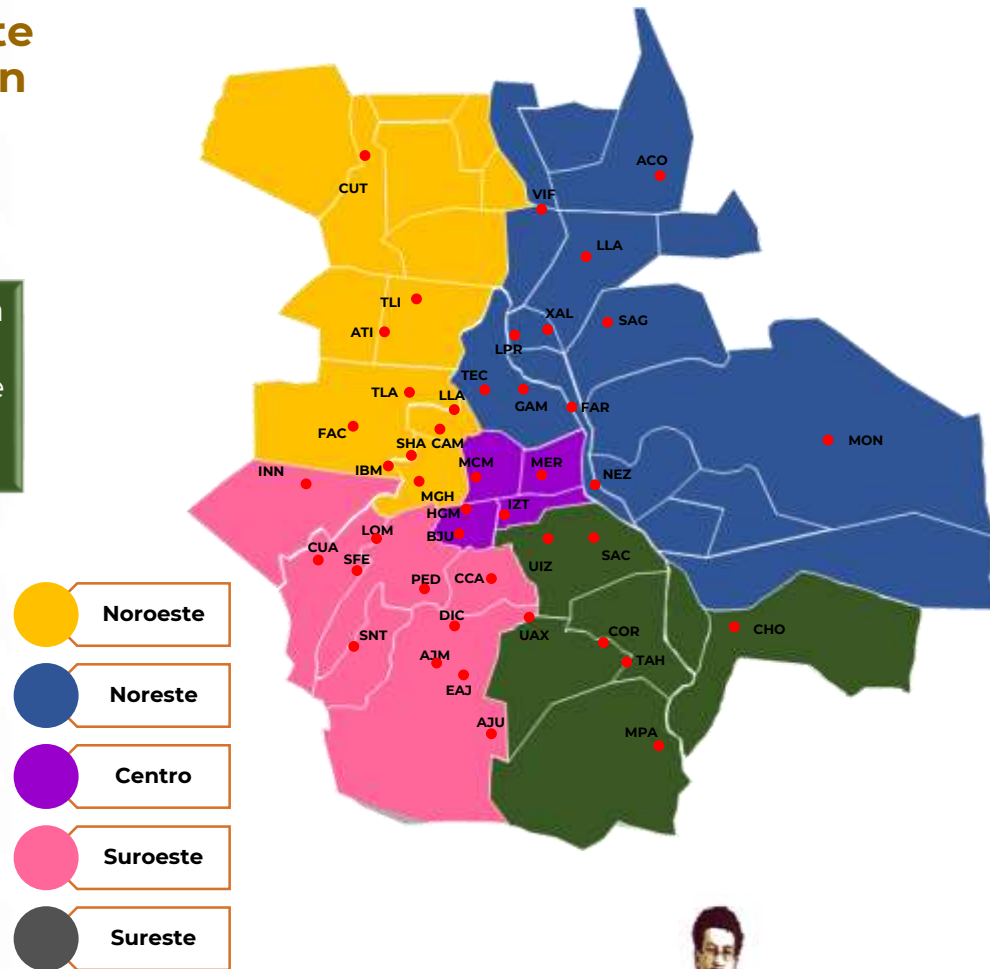 te
n
e
ACO
CUT
VIF
LLA
TLI
XAL
SAG
ATI
LPR
TEC
TLA
LLA
GAM
FAR
FAC
SHA
CAM
MON
INN
IBM
MCM
MER
NEZ
MGH
HGM
IZT
LOM
BJU
CUA
SFE
SAC
UIZ
PED
CCA
DIC
SNT
UAX
COR
CHO
AJM
TAH
EAJ
AJU
MPA
Noroeste
Noreste
Centro
Suroeste
Sureste